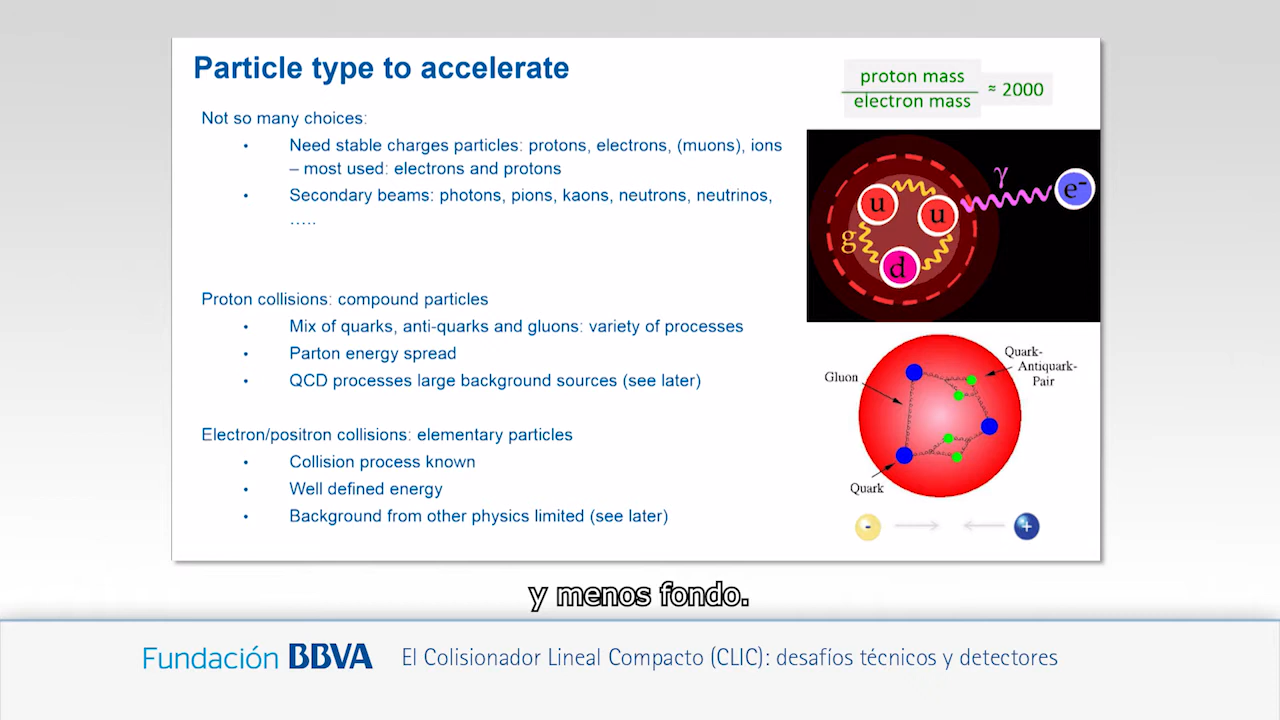 Particle type to accelerate
Not so many choices:
• Need stable charges particles: protons, electrons, (muons), ions
– most used: electrons and protons
• Secondary beams: photons, pions, kaons, neutrons, neutrinos,
…..
Proton collisions: compound particles
• Mix of quarks, anti-quarks and gluons: variety of processes
• Parton energy spread
• QCD processes large background sources (see later)
Electron/positron collisions: elementary particles
• Collision process known
• Well defined energy
• Background from other physics limited (see later)
proton mass
electron mass
≈ 2000
u
u
d
g
γ
e-
Gluon
Quark-
Antiquark-
Pair
Quark
-
+
y menos fondo.
Fundación BBVA
El Colisionador Lineal Compacto (CLIC): desafíos técnicos y detectores